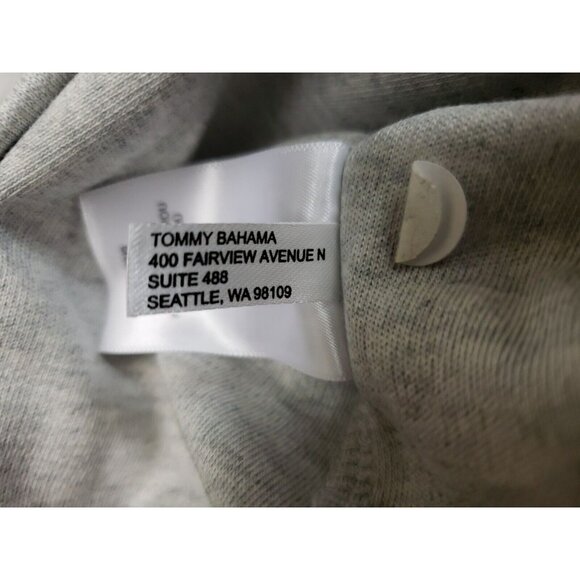 TOMMY BAHAMA
400 FAIRVIEW AVENUE N
SUITE 488
SEATTLE, WA 98109